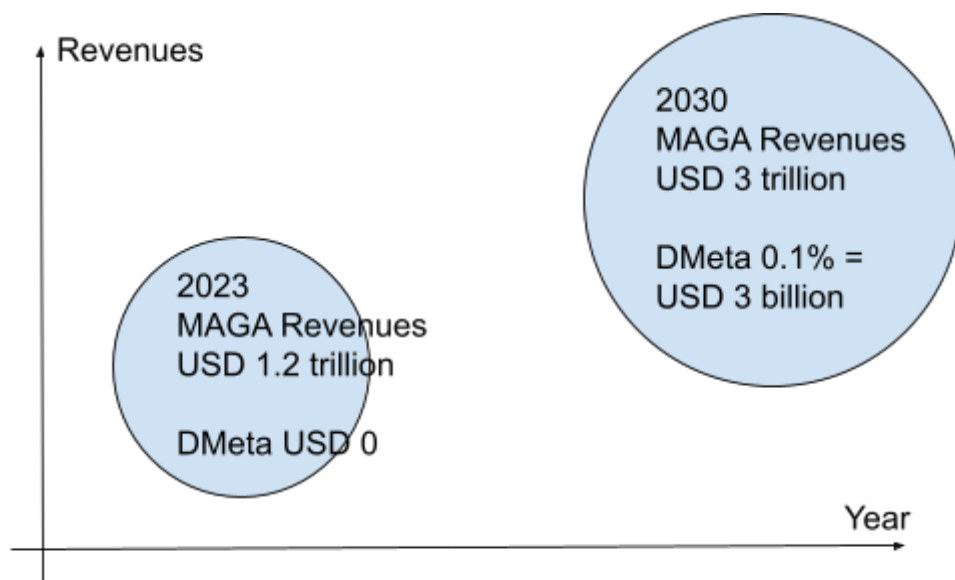 Revenues
2030
MAGA Revenues
USD 3 trillion
DMeta 0.1% =
USD 3 billion
2023
MAGA Revenues
USD 1.2 trillion
DMeta USD 0
Year